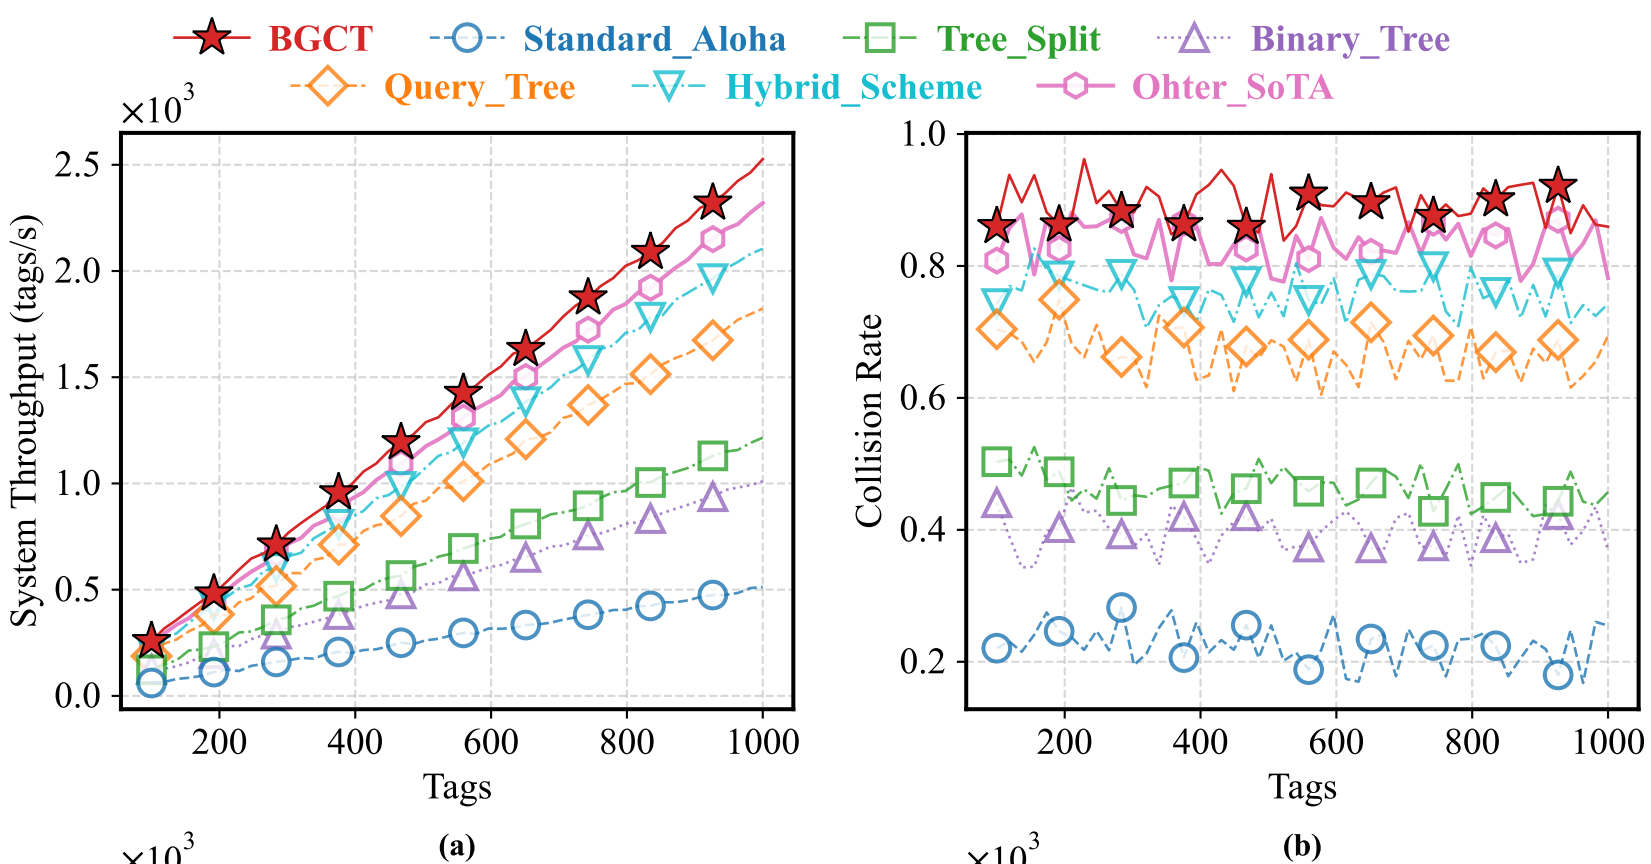 BGCT Standard_Aloha Tree_Split Binary_Tree
Query_Tree Hybrid_Scheme Ohter_SoTA
×10³
System Throughput (tags/s)
2.5
2.0
1.5
1.0
0.5
0.0
200 400 600 800 1000
Tags
(a)
Collision Rate
1.0
0.8
0.6
0.4
0.2
200 400 600 800 1000
Tags
(b)
×10³ ×10³